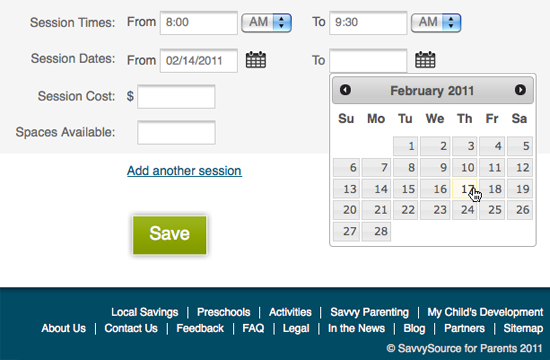 Session Times: From 8:00 AM To 9:30 AM
Session Dates: From 02/14/2011 To
February 2011
Su Mo Tu We Th Fr Sa
1 2 3 4 5
6 7 8 9 10 11 12
13 14 15 16 17 18 19
20 21 22 23 24 25 26
27 28
Session Cost: $
Spaces Available:
Add another session
Save
Local Savings | Preschools | Activities | Savvy Parenting | My Child's Development
About Us | Contact Us | Feedback | FAQ | Legal | In the News | Blog | Partners | Sitemap
© SavvySource for Parents 2011